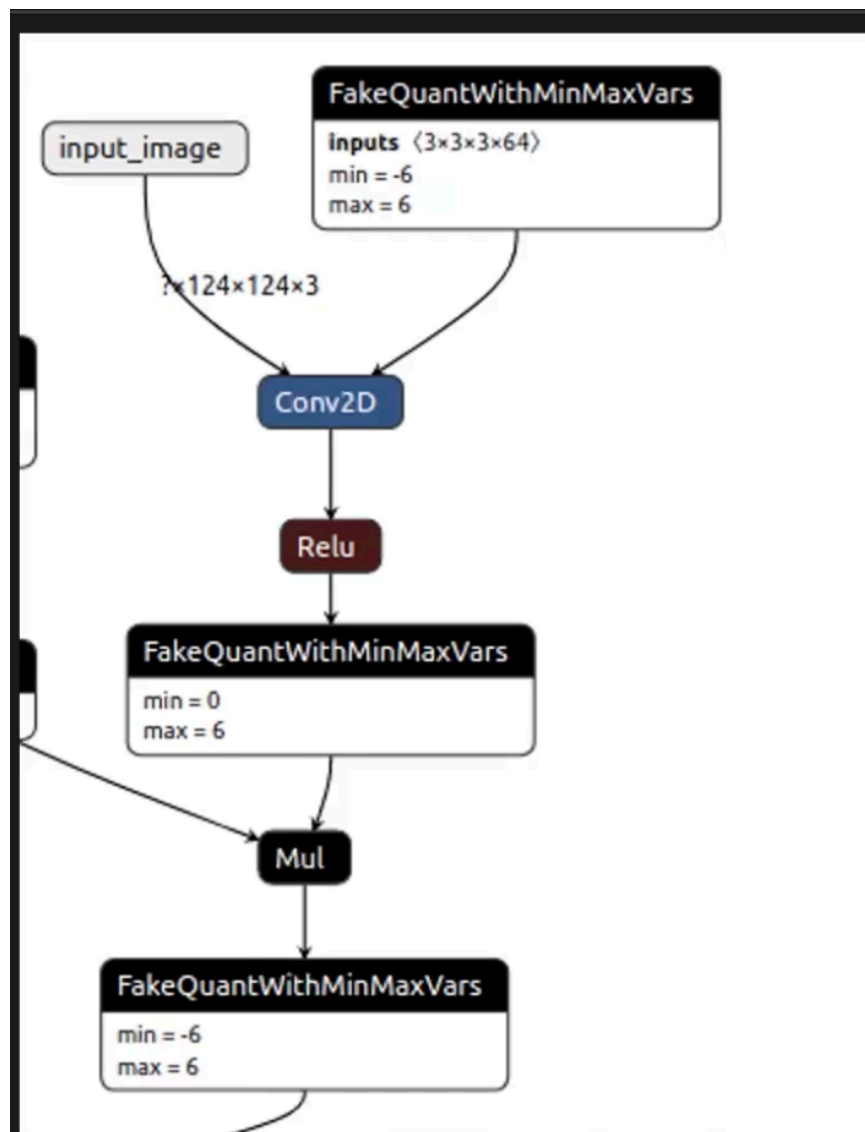 FakeQuantWithMinMaxVars
input_image
inputs ⟨3×3×3×64⟩
min = -6
max = 6
?×124×124×3
Conv2D
Relu
FakeQuantWithMinMaxVars
min = 0
max = 6
Mul
FakeQuantWithMinMaxVars
min = -6
max = 6